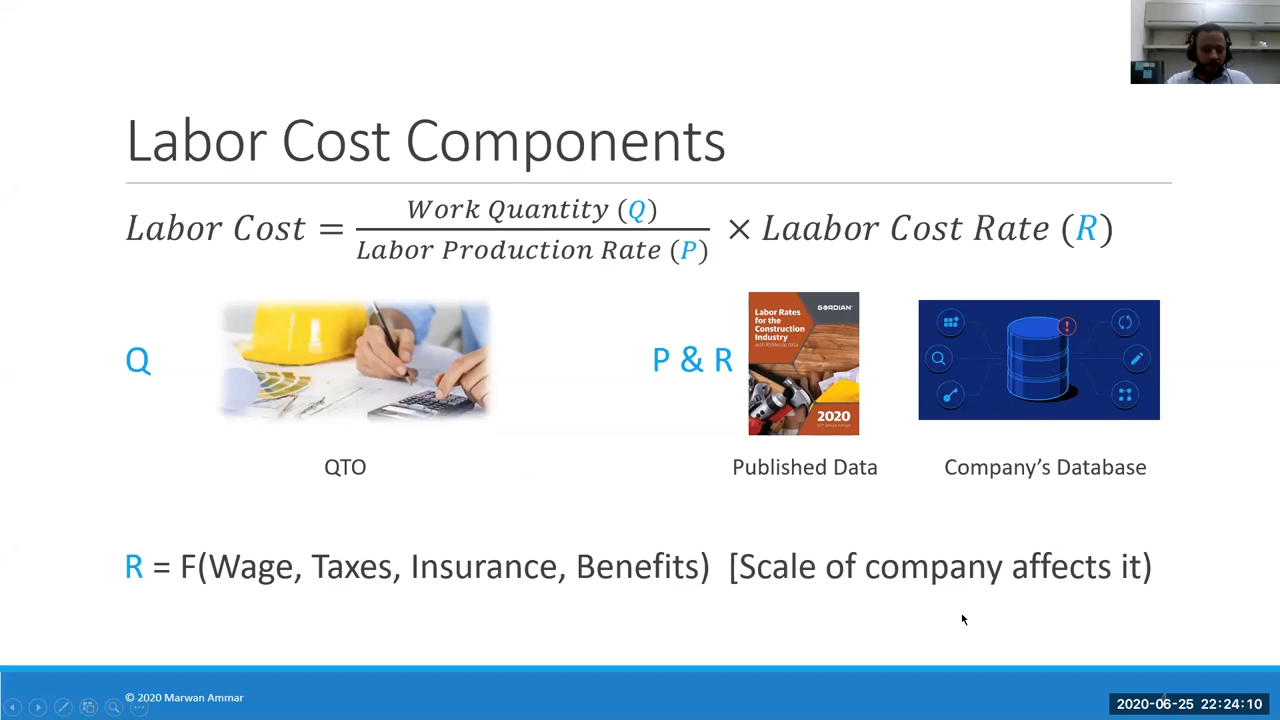 Labor Cost Components
Labor Cost = Work Quantity (Q) / Labor Production Rate (P) × Laabor Cost Rate (R)
Q
P & R
Labor Rates
for the
Construction
Industry
GORDIAN
2020
QTO
Published Data
Company's Database
R = F(Wage, Taxes, Insurance, Benefits) [Scale of company affects it)
© 2020 Marwan Ammar
2020-06-25 22:24:10